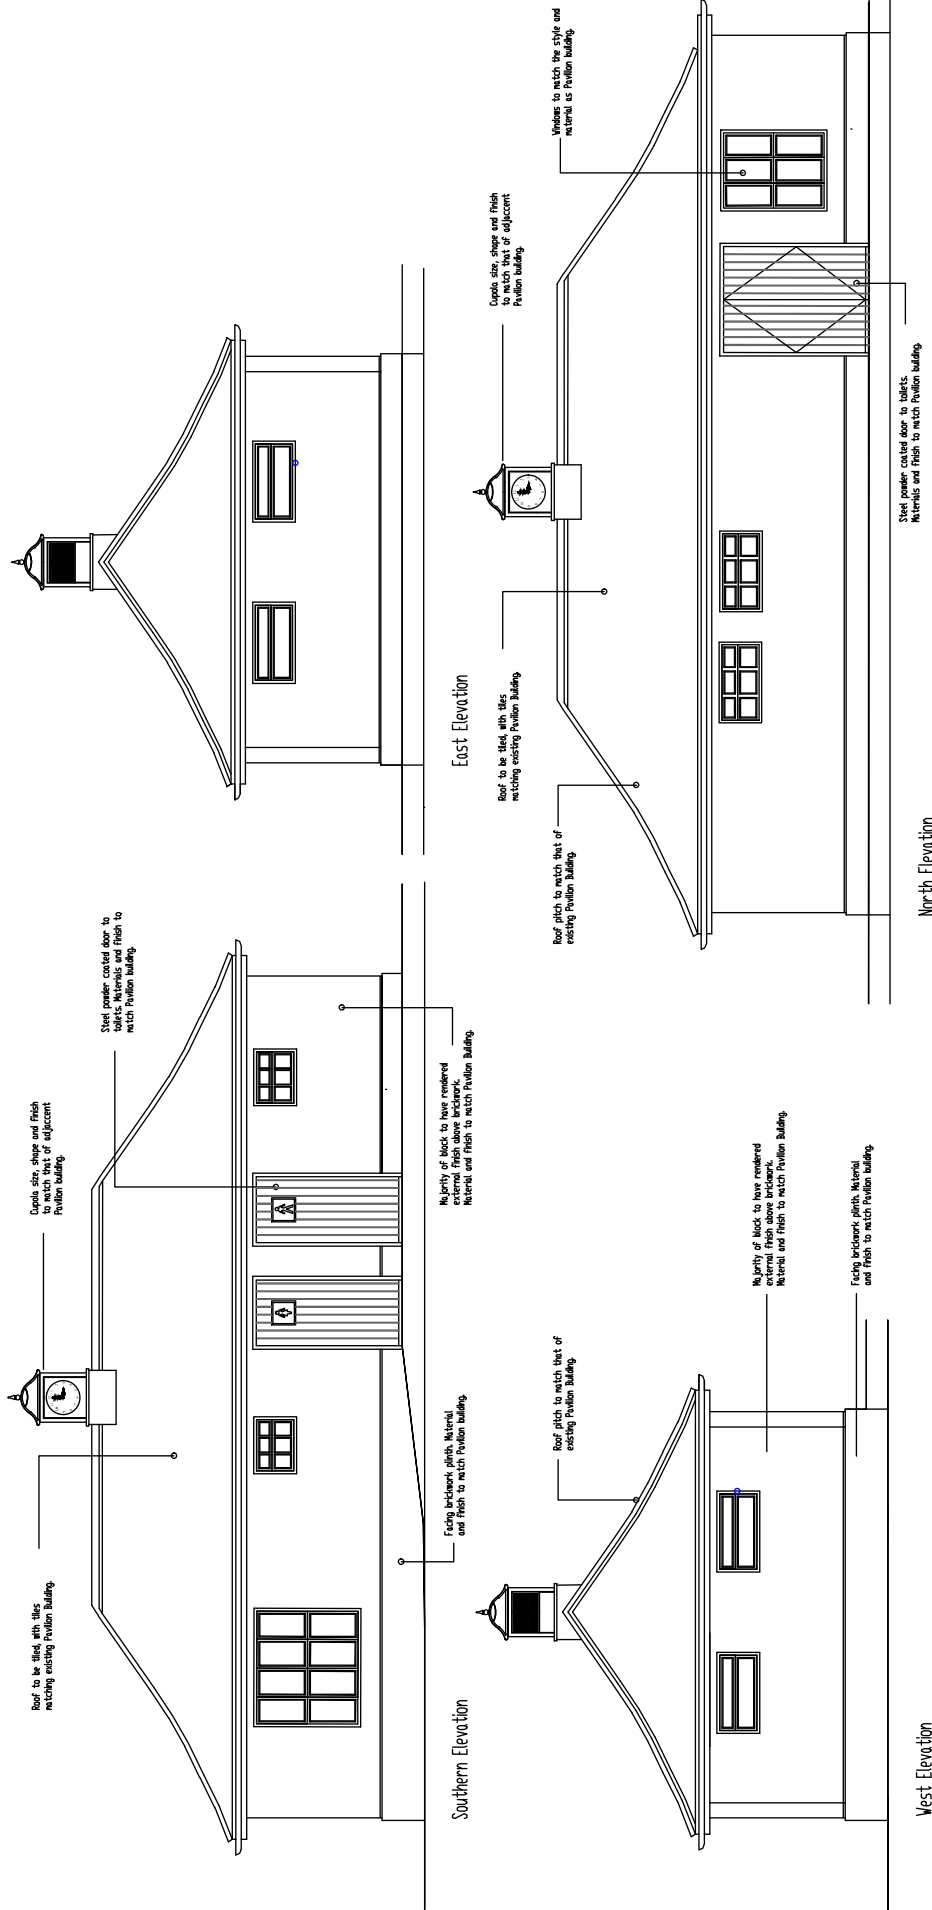 Roof to be tiled, with tiles
matching existing Pavilion Building.
Cupola size, shape and finish
to match that of adjaccent
Pavilion building.
Steel powder coated door to
toilets. Materials and finish to
match Pavilion building.
Facing brickwork plinth. Material
and finish to match Pavilion building.
Majority of block to have rendered
external finish above brickwork.
Material and finish to match Pavilion Building.
Southern Elevation
East Elevation
Roof pitch to match that of
existing Pavilion Building.
Majority of block to have rendered
external finish above brickwork.
Material and finish to match Pavilion Building.
Facing brickwork plinth. Material
and finish to match Pavilion building.
West Elevation
Roof pitch to match that of
existing Pavilion Building.
Roof to be tiled, with tiles
matching existing Pavilion Building.
Cupola size, shape and finish
to match that of adjaccent
Pavilion building.
Windows to match the style and
material as Pavilion building.
Steel powder coated door to toilets.
Materials and finish to match Pavilion building.
North Elevation